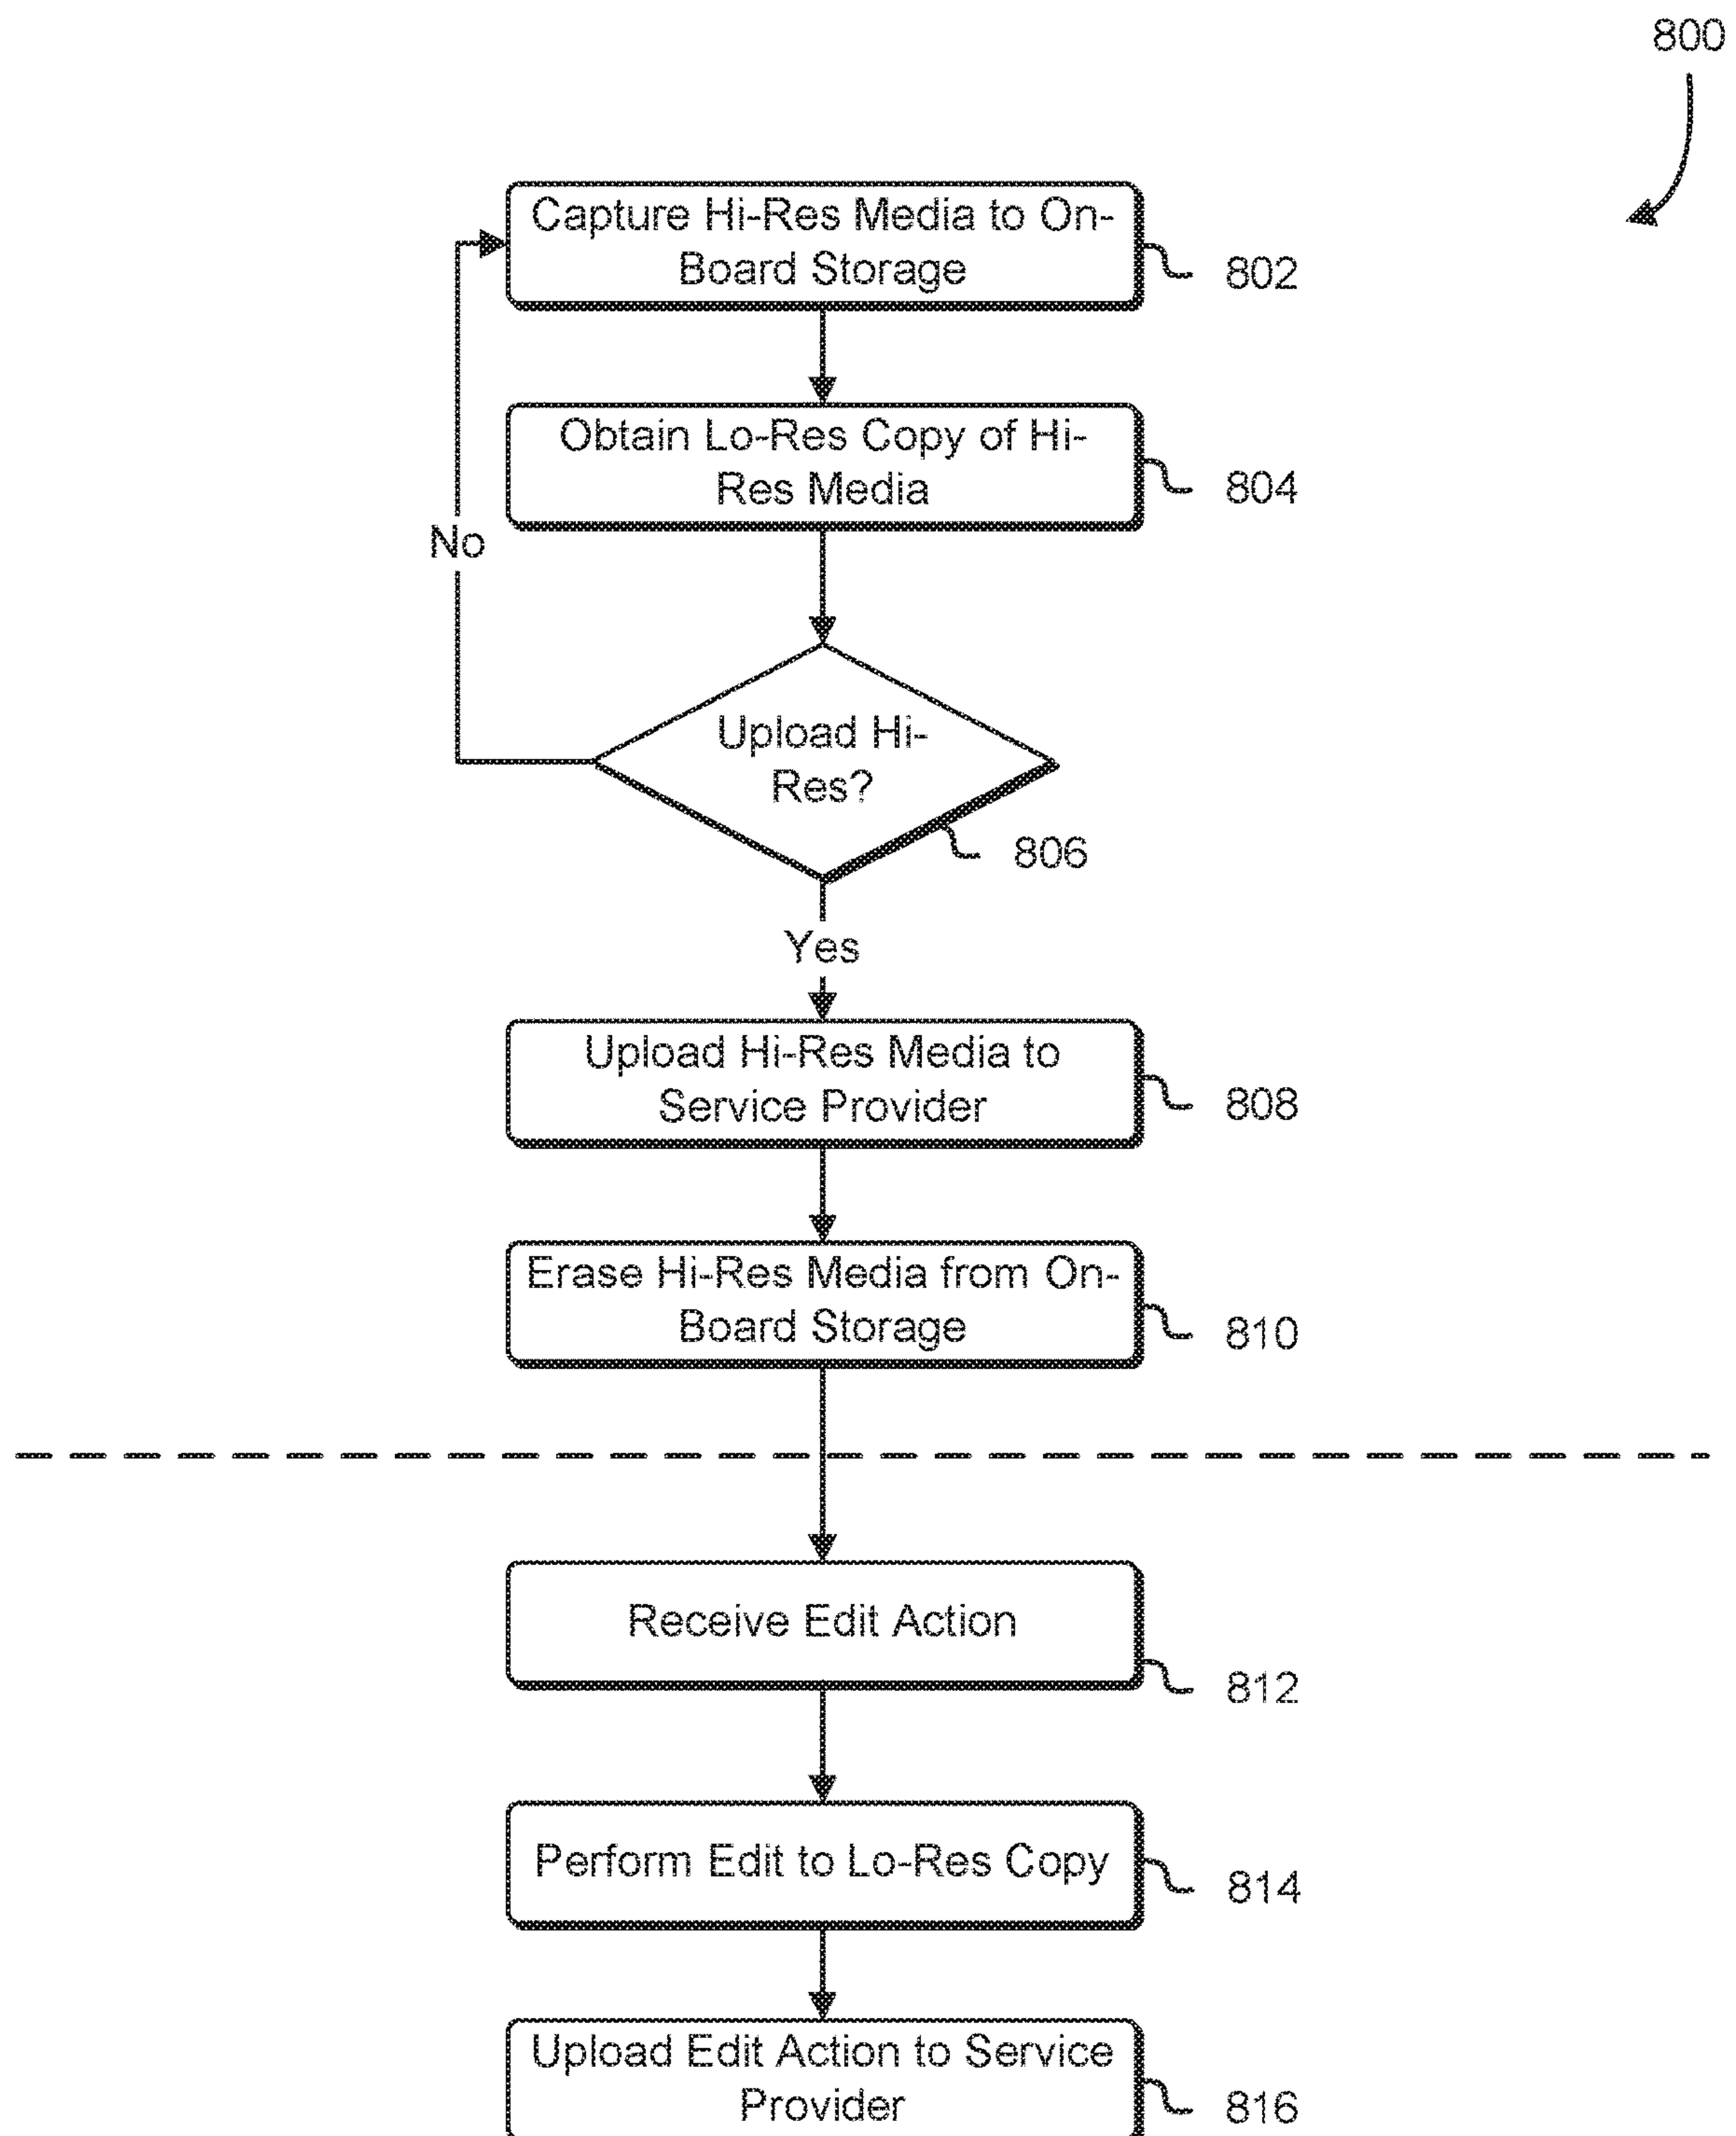 800
Capture Hi-Res Media to On-
Board Storage
802
Obtain Lo-Res Copy of Hi-
Res Media
804
No
Upload Hi-
Res?
806
Yes
Upload Hi-Res Media to
Service Provider
808
Erase Hi-Res Media from On-
Board Storage
810
Receive Edit Action
812
Perform Edit to Lo-Res Copy
814
Upload Edit Action to Service
Provider
816